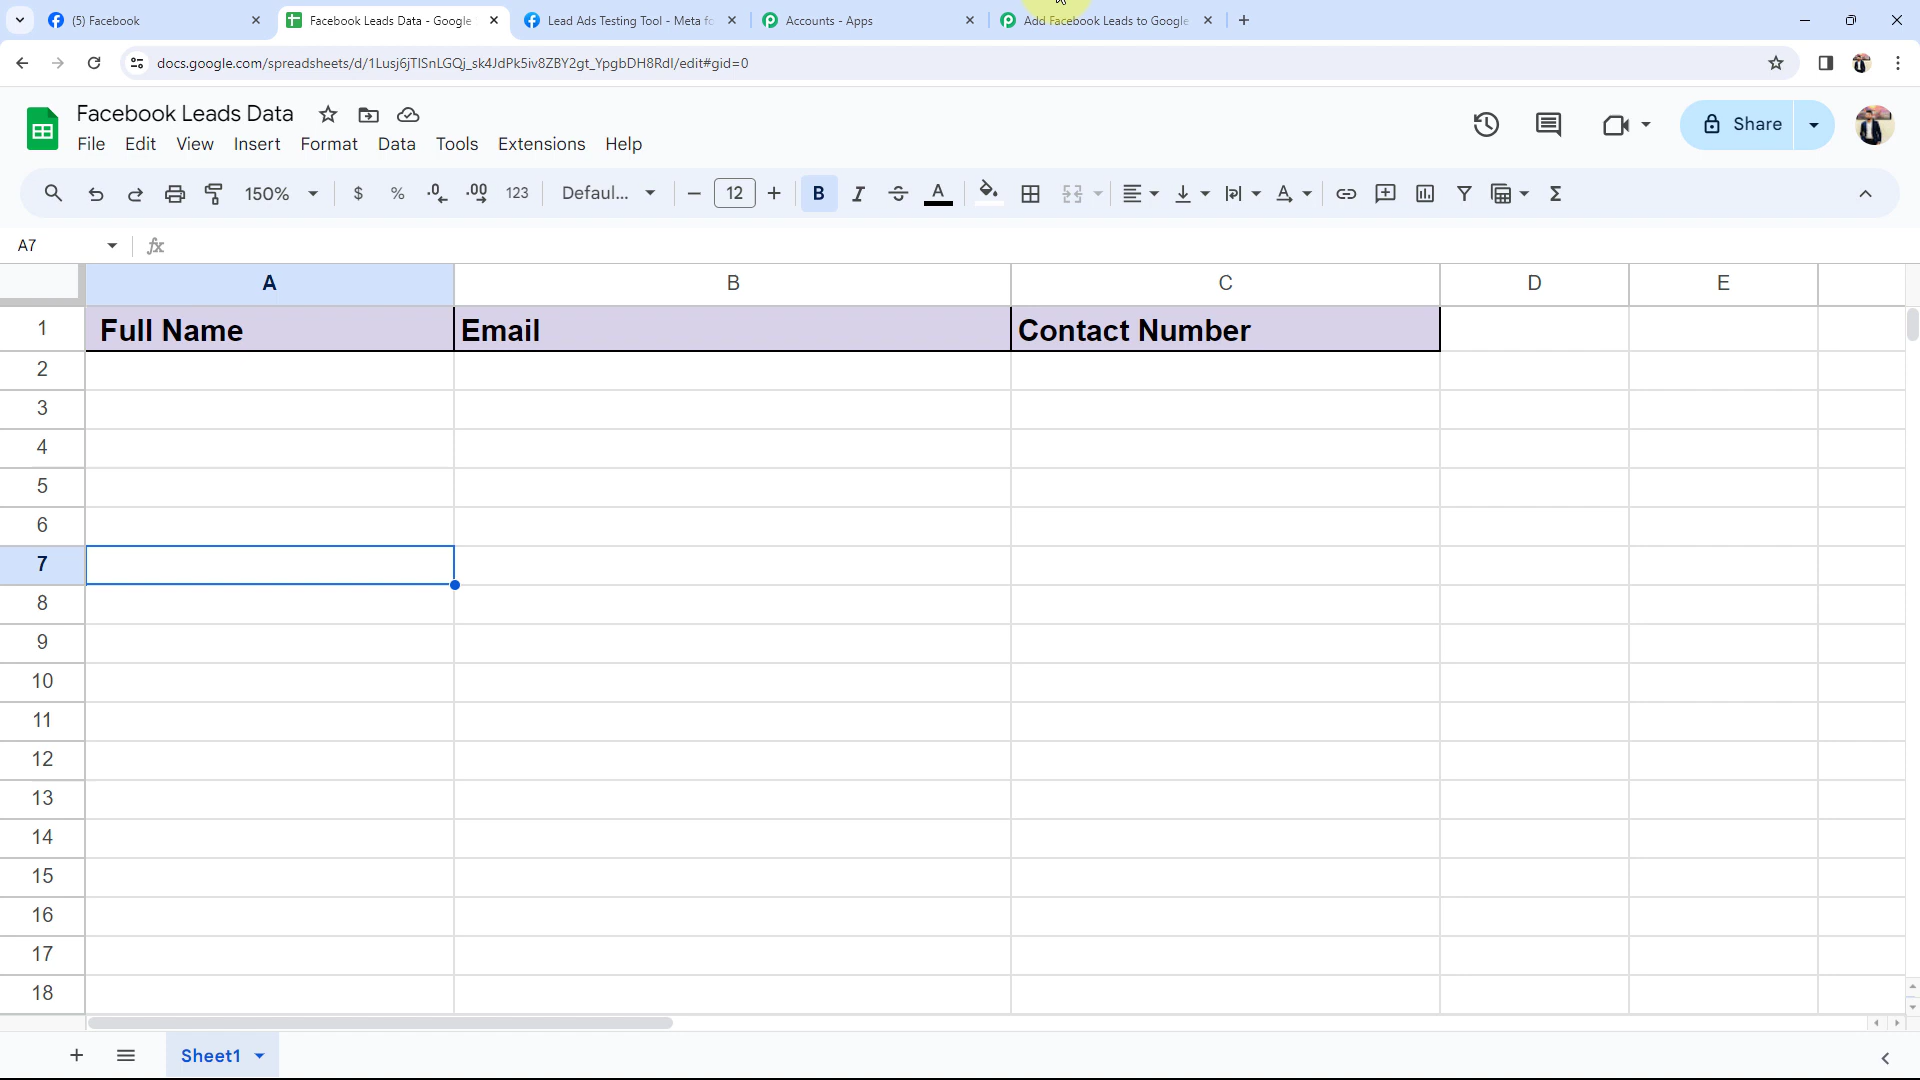 (5) Facebook
Facebook Leads Data - Google
Lead Ads Testing Tool - Meta fo
Accounts - Apps
Add Facebook Leads to Google
docs.google.com/spreadsheets/d/1Lusj6jTISnLGQj_sk4JdPk5iv8ZBY2gt_YpgbDH8RdI/edit#gid=0
Facebook Leads Data
File Edit View Insert Format Data Tools Extensions Help
Share
150% $ % .0 .00 123 Defaul... 12 B I S A
A7 fx
A B C D E
1 Full Name Email Contact Number
2
3
4
5
6
7
8
9
10
11
12
13
14
15
16
17
18
Sheet1